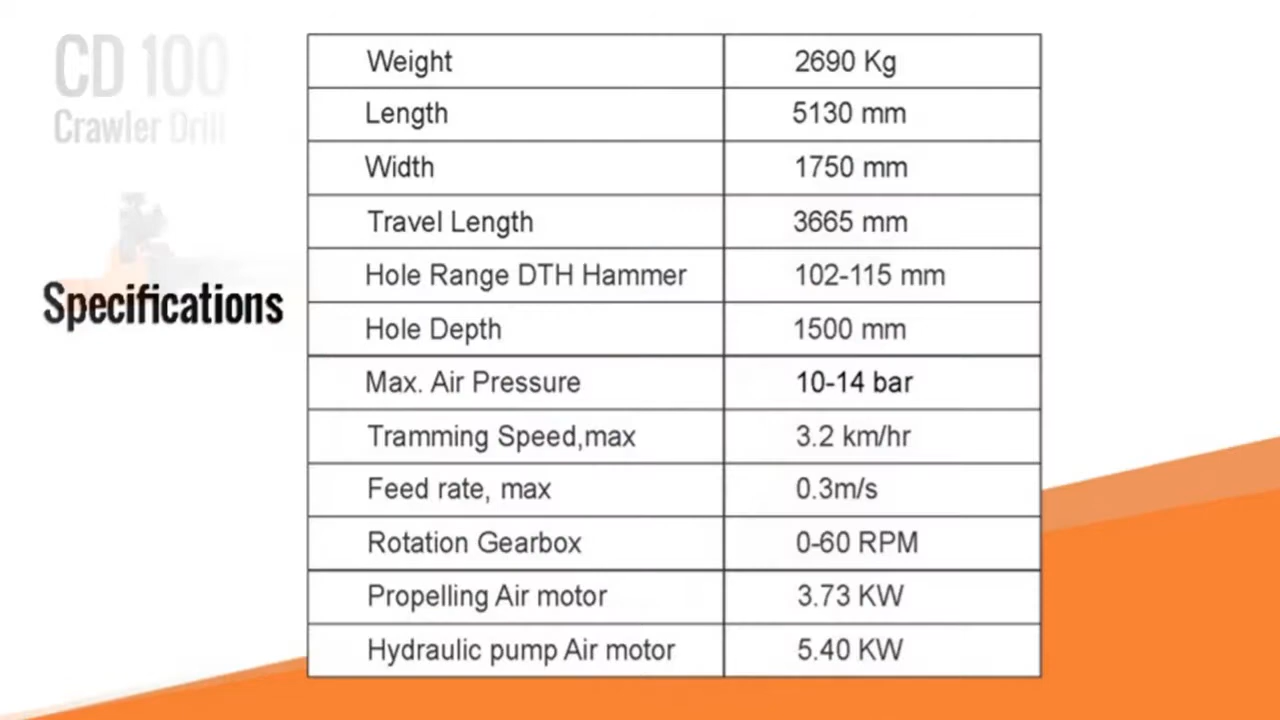 CD 100
Crawler Drill
Specifications
Weight 2690 Kg
Length 5130 mm
Width 1750 mm
Travel Length 3665 mm
Hole Range DTH Hammer 102-115 mm
Hole Depth 1500 mm
Max. Air Pressure 10-14 bar
Tramming Speed,max 3.2 km/hr
Feed rate, max 0.3m/s
Rotation Gearbox 0-60 RPM
Propelling Air motor 3.73 KW
Hydraulic pump Air motor 5.40 KW